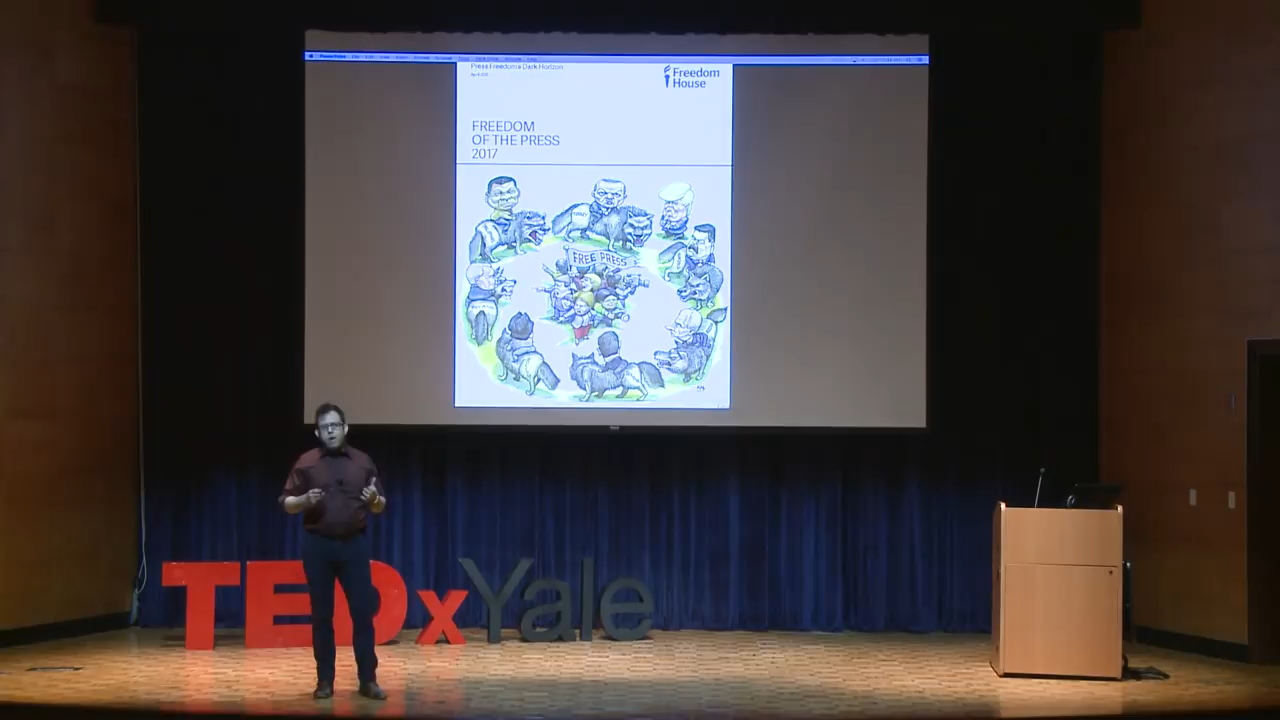 Press Freedom's Dark Horizon
Freedom
House
FREEDOM
OF THE PRESS
2017
FREE PRESS
TEDxYale